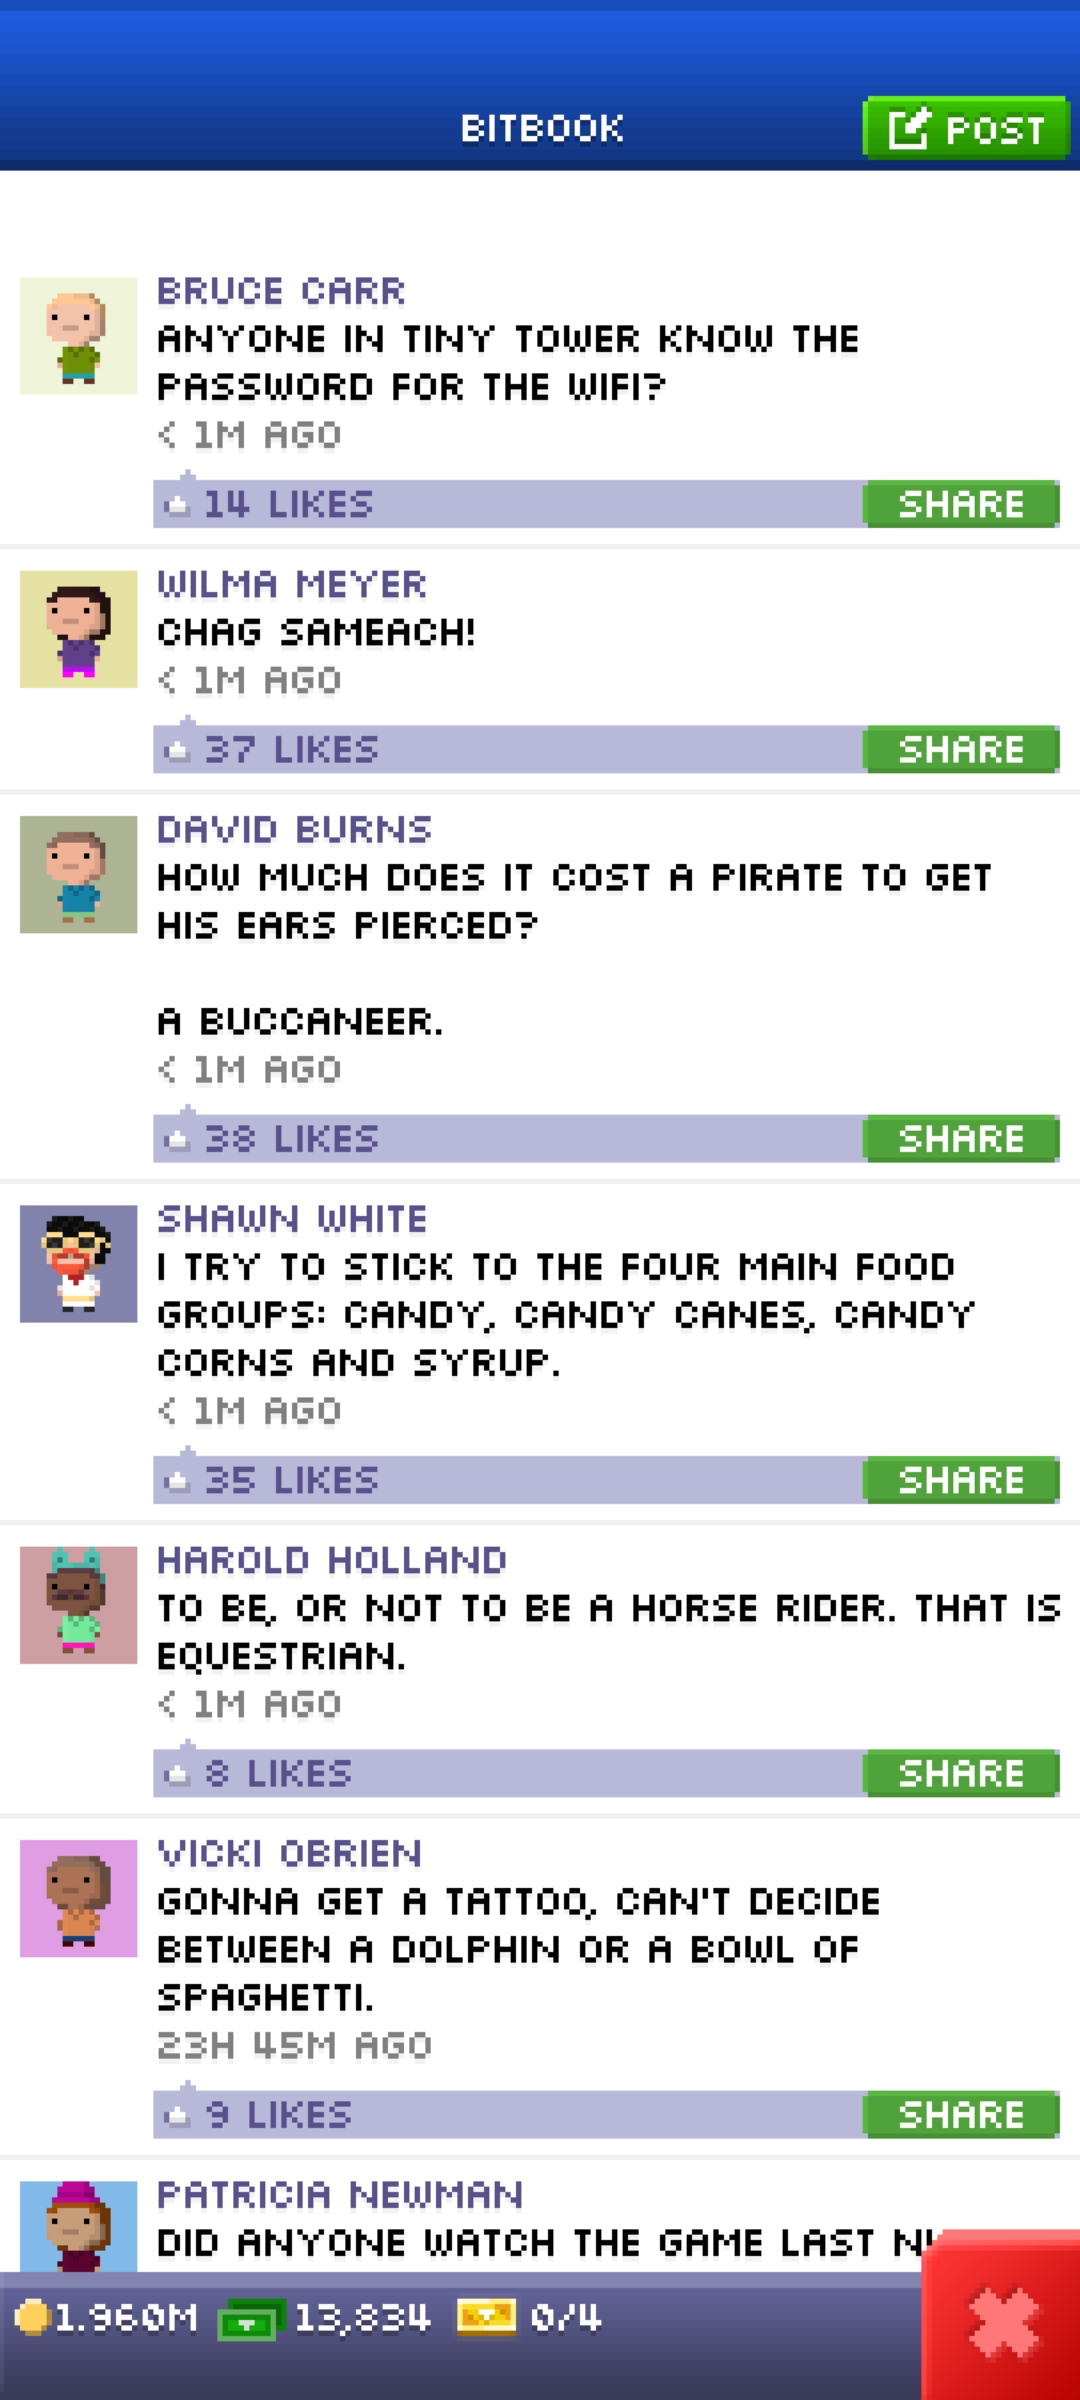 BITBOOK
POST
BRUCE CARR
ANYONE IN TINY TOWER KNOW THE
PASSWORD FOR THE WIFI?
< 1M AGO
14 LIKES
SHARE
WILMA MEYER
CHAG SAMEACH!
< 1M AGO
37 LIKES
SHARE
DAVID BURNS
HOW MUCH DOES IT COST A PIRATE TO GET
HIS EARS PIERCED?
A BUCCANEER.
< 1M AGO
38 LIKES
SHARE
SHAWN WHITE
I TRY TO STICK TO THE FOUR MAIN FOOD
GROUPS: CANDY, CANDY CANES, CANDY
CORNS AND SYRUP.
< 1M AGO
35 LIKES
SHARE
HAROLD HOLLAND
TO BE, OR NOT TO BE A HORSE RIDER. THAT IS
EQUESTRIAN.
< 1M AGO
8 LIKES
SHARE
VICKI OBRIEN
GONNA GET A TATTOO, CAN'T DECIDE
BETWEEN A DOLPHIN OR A BOWL OF
SPAGHETTI.
23H 45M AGO
9 LIKES
SHARE
PATRICIA NEWMAN
DID ANYONE WATCH THE GAME LAST
1.960M 13,834 0/4